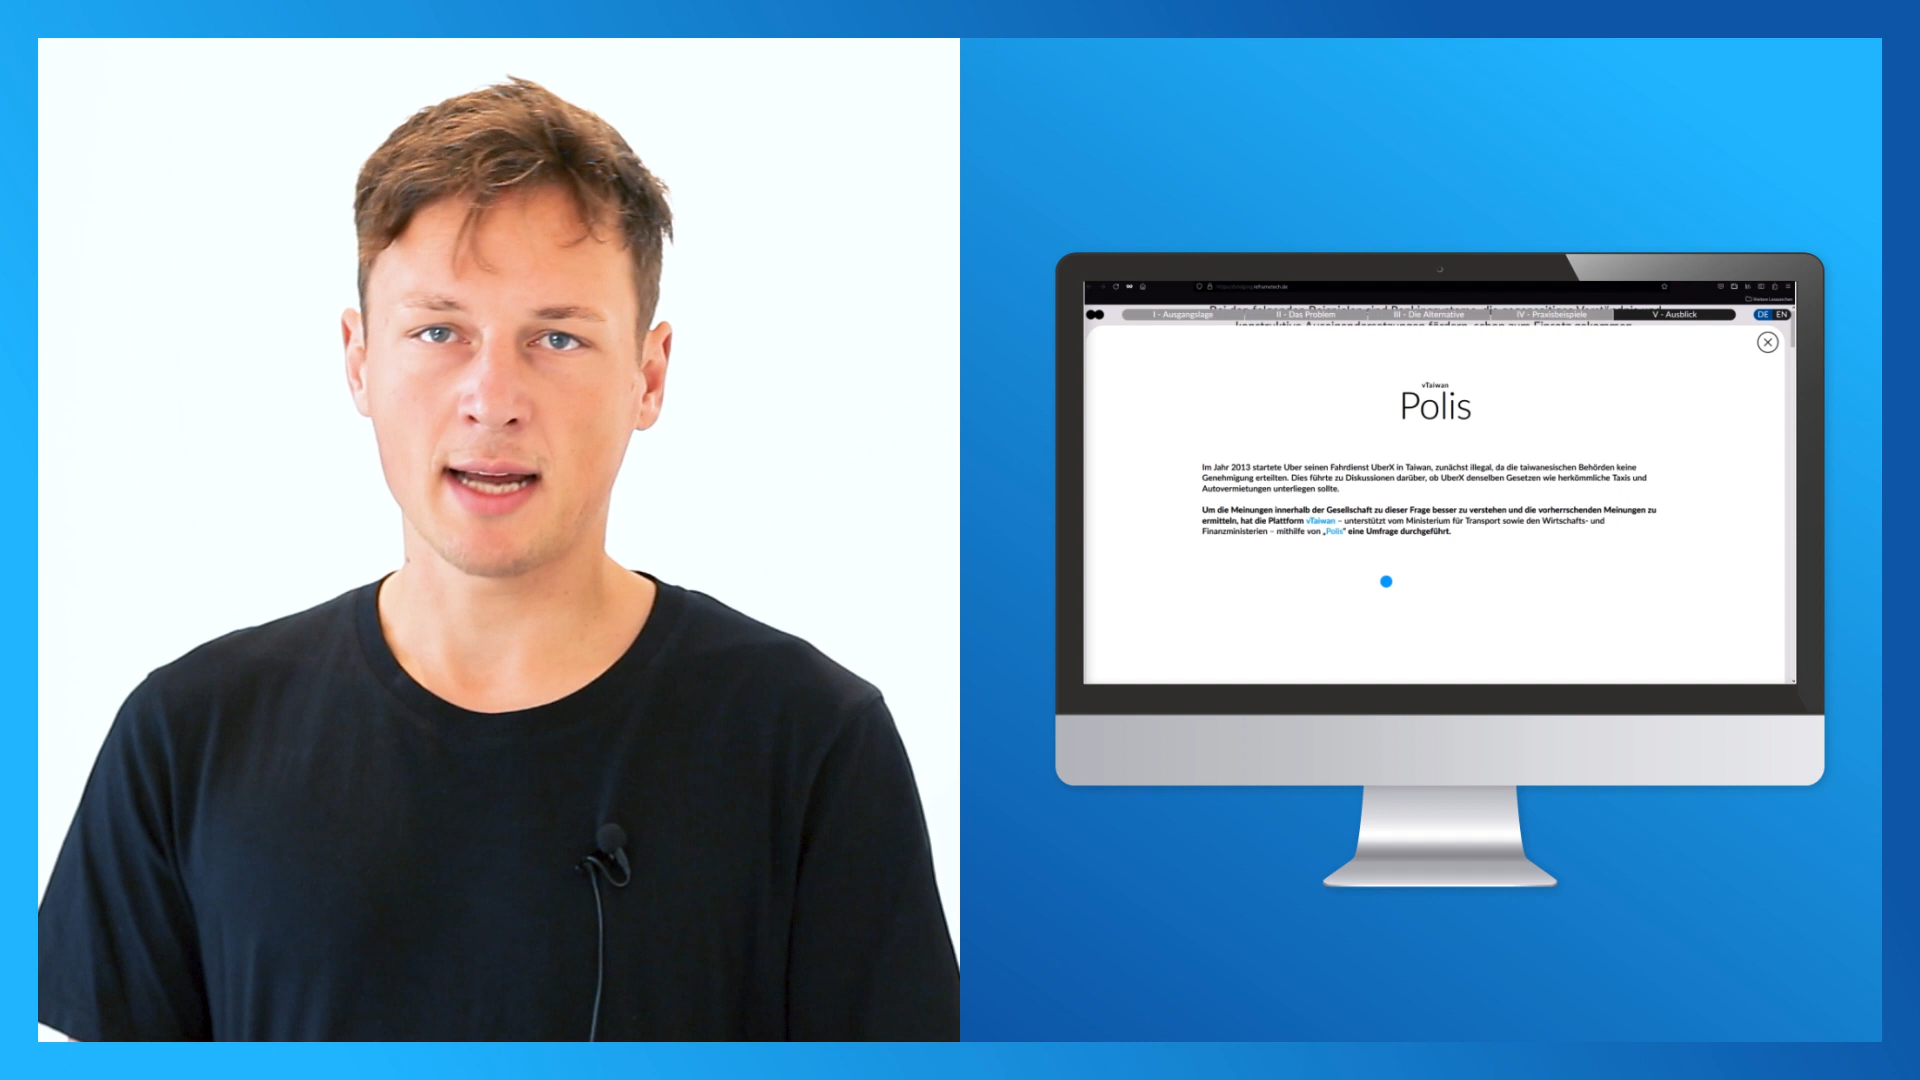 reframetech.de
Weitere Lesezeichen
I - Ausgangslage
II - Das Problem
III - Die Alternative
IV - Praxisbeispiele
V - Ausblick
DE EN
vTaiwan
Polis
Im Jahr 2013 startete Uber seinen Fahrdienst UberX in Taiwan, zunächst illegal, da die taiwanesischen Behörden keine
Genehmigung erteilten. Dies führte zu Diskussionen darüber, ob UberX denselben Gesetzen wie herkömmliche Taxis und
Autovermietungen unterliegen sollte.
Um die Meinungen innerhalb der Gesellschaft zu dieser Frage besser zu verstehen und die vorherrschenden Meinungen zu
ermitteln, hat die Plattform vTaiwan – unterstützt vom Ministerium für Transport sowie den Wirtschafts- und
Finanzministerien – mithilfe von „Polis“ eine Umfrage durchgeführt.